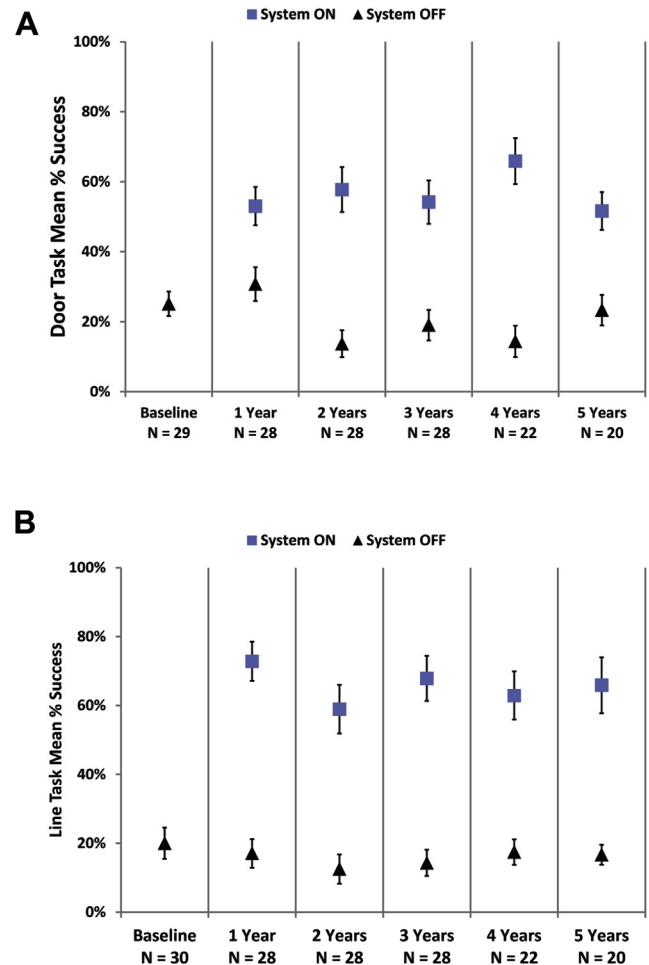 A
System ON System OFF
Door Task Mean % Success
100%
80%
60%
40%
20%
0%
Baseline 1 Year 2 Years 3 Years 4 Years 5 Years
N = 29 N = 28 N = 28 N = 28 N = 22 N = 20
B
System ON System OFF
Line Task Mean % Success
100%
80%
60%
40%
20%
0%
Baseline 1 Year 2 Years 3 Years 4 Years 5 Years
N = 30 N = 28 N = 28 N = 28 N = 22 N = 20